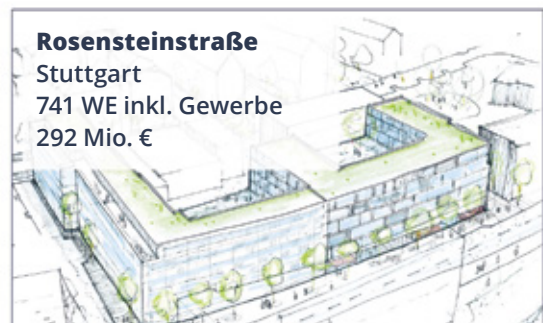 Rosensteinstraße
Stuttgart
741 WE inkl. Gewerbe
292 Mio. €